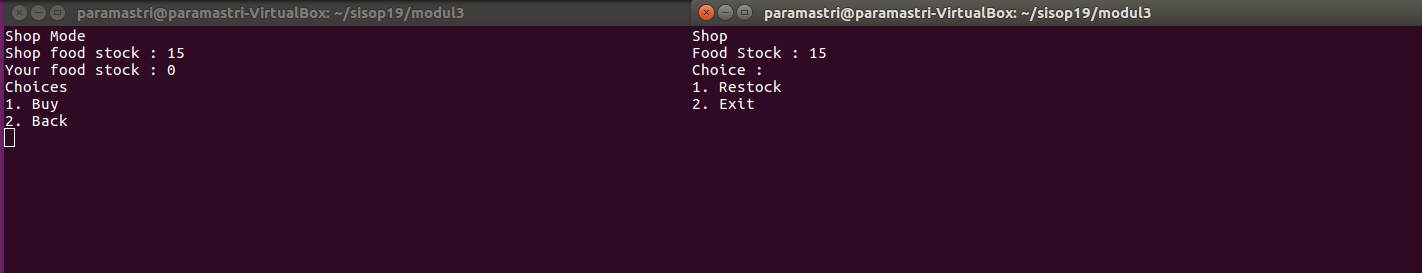 paramastri@paramastri-VirtualBox: ~/sisop19/modul3
Shop Mode
Shop food stock : 15
Your food stock : 0
Choices
1. Buy
2. Back
paramastri@paramastri-VirtualBox: ~/sisop19/modul3
Shop
Food Stock : 15
Choice :
1. Restock
2. Exit